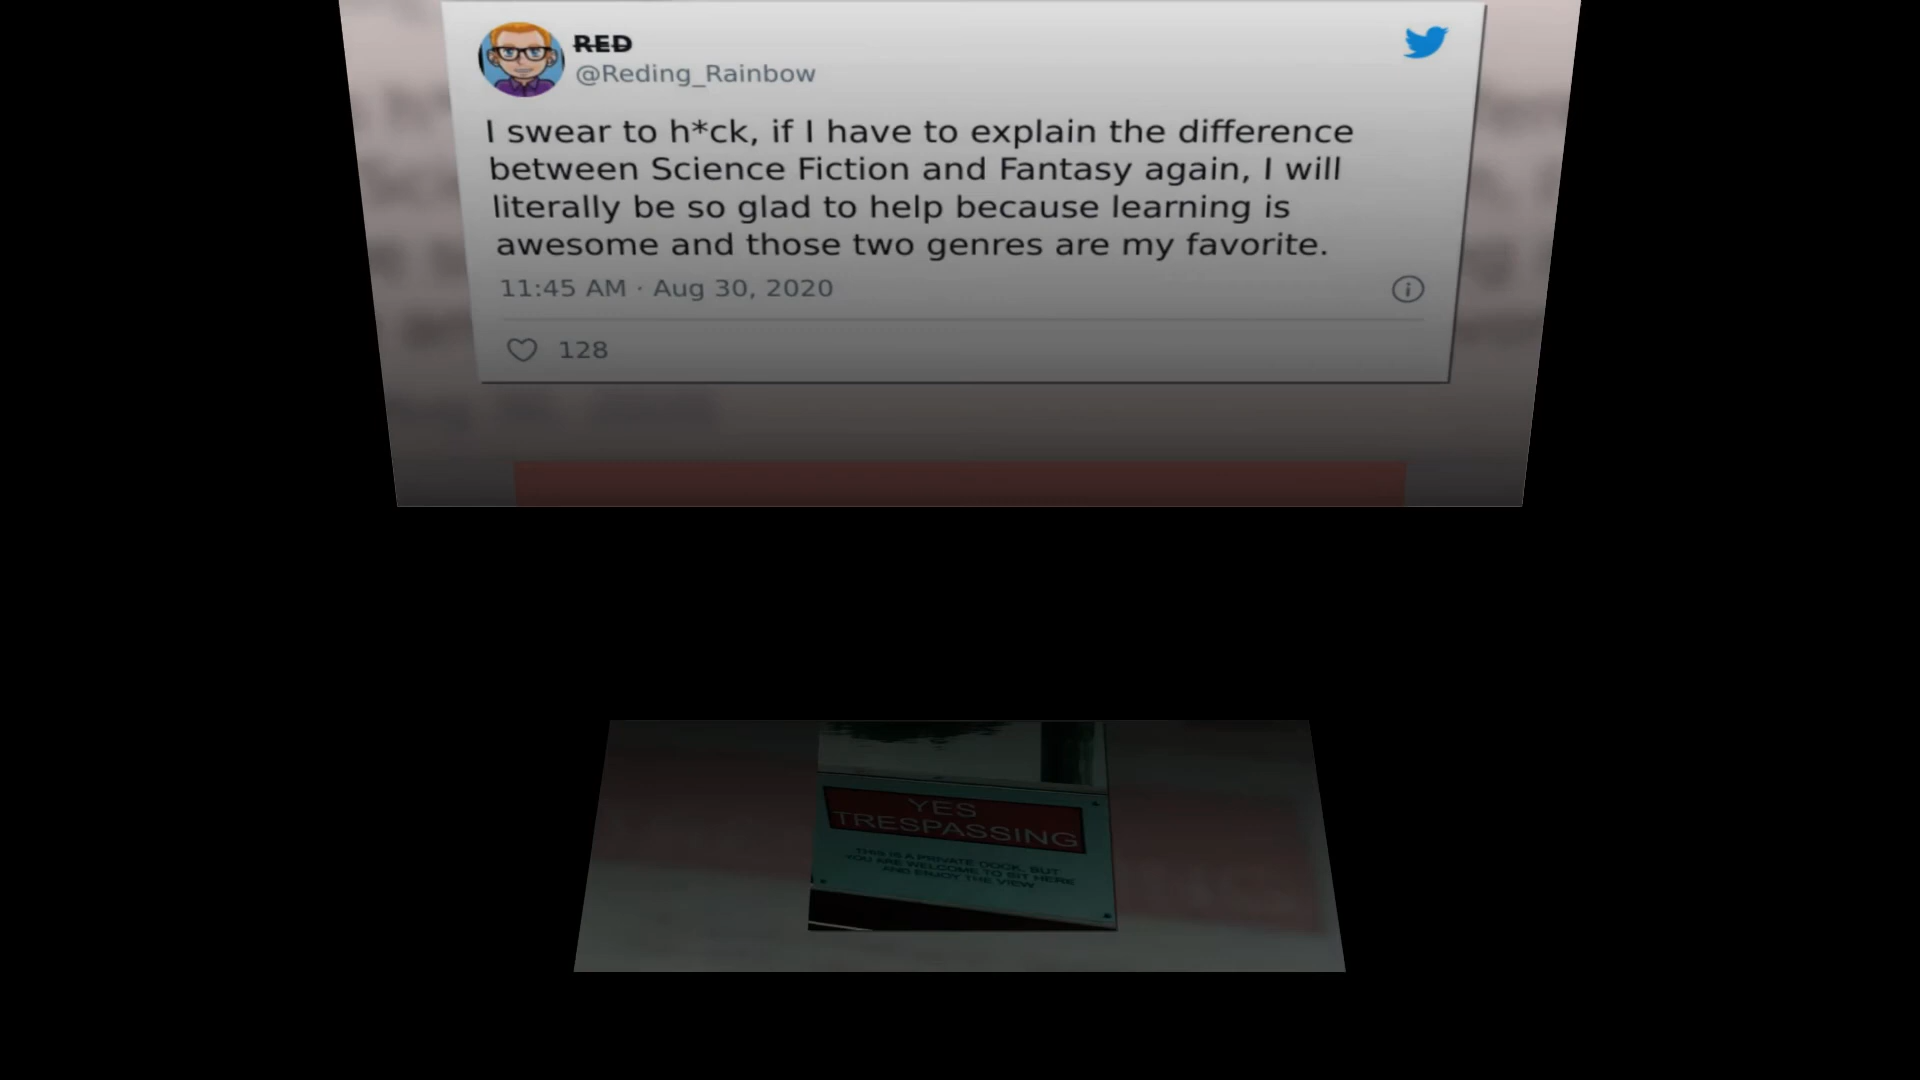 RED
@Reding_Rainbow
I swear to h*ck, if I have to explain the difference
between Science Fiction and Fantasy again, I will
literally be so glad to help because learning is
awesome and those two genres are my favorite.
11:45 AM · Aug 30, 2020
128
YES
TRESPASSING
THIS IS A PRIVATE DOCK, BUT
YOU ARE WELCOME TO SIT HERE
AND ENJOY THE VIEW